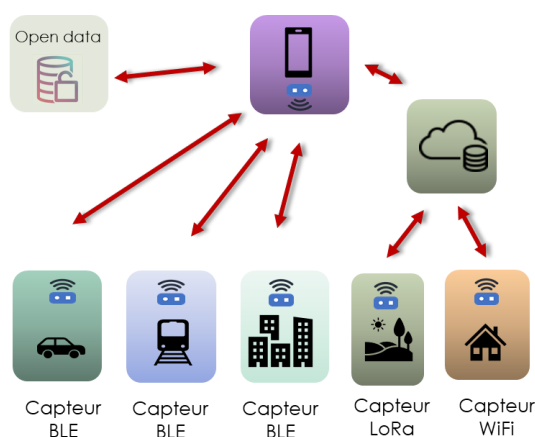 Open data
Capteur
BLE
Capteur
BLE
Capteur
BLE
Capteur
LoRa
Capteur
WiFi